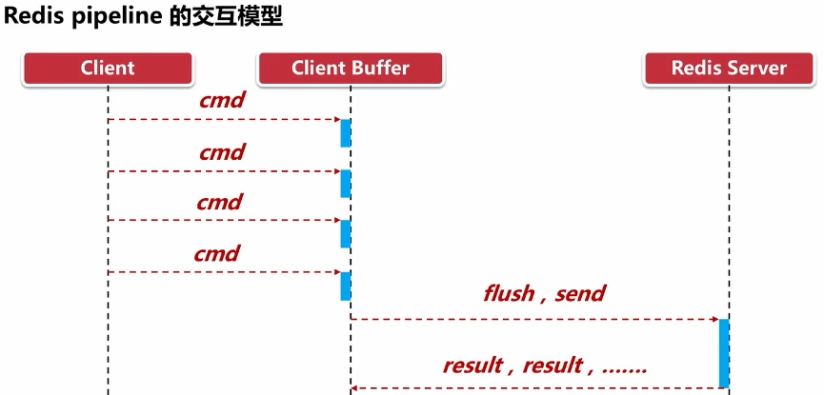 Redis pipeline 的交互模型
Client
Client Buffer
Redis Server
cmd
cmd
cmd
cmd
flush，send
result，result，.......